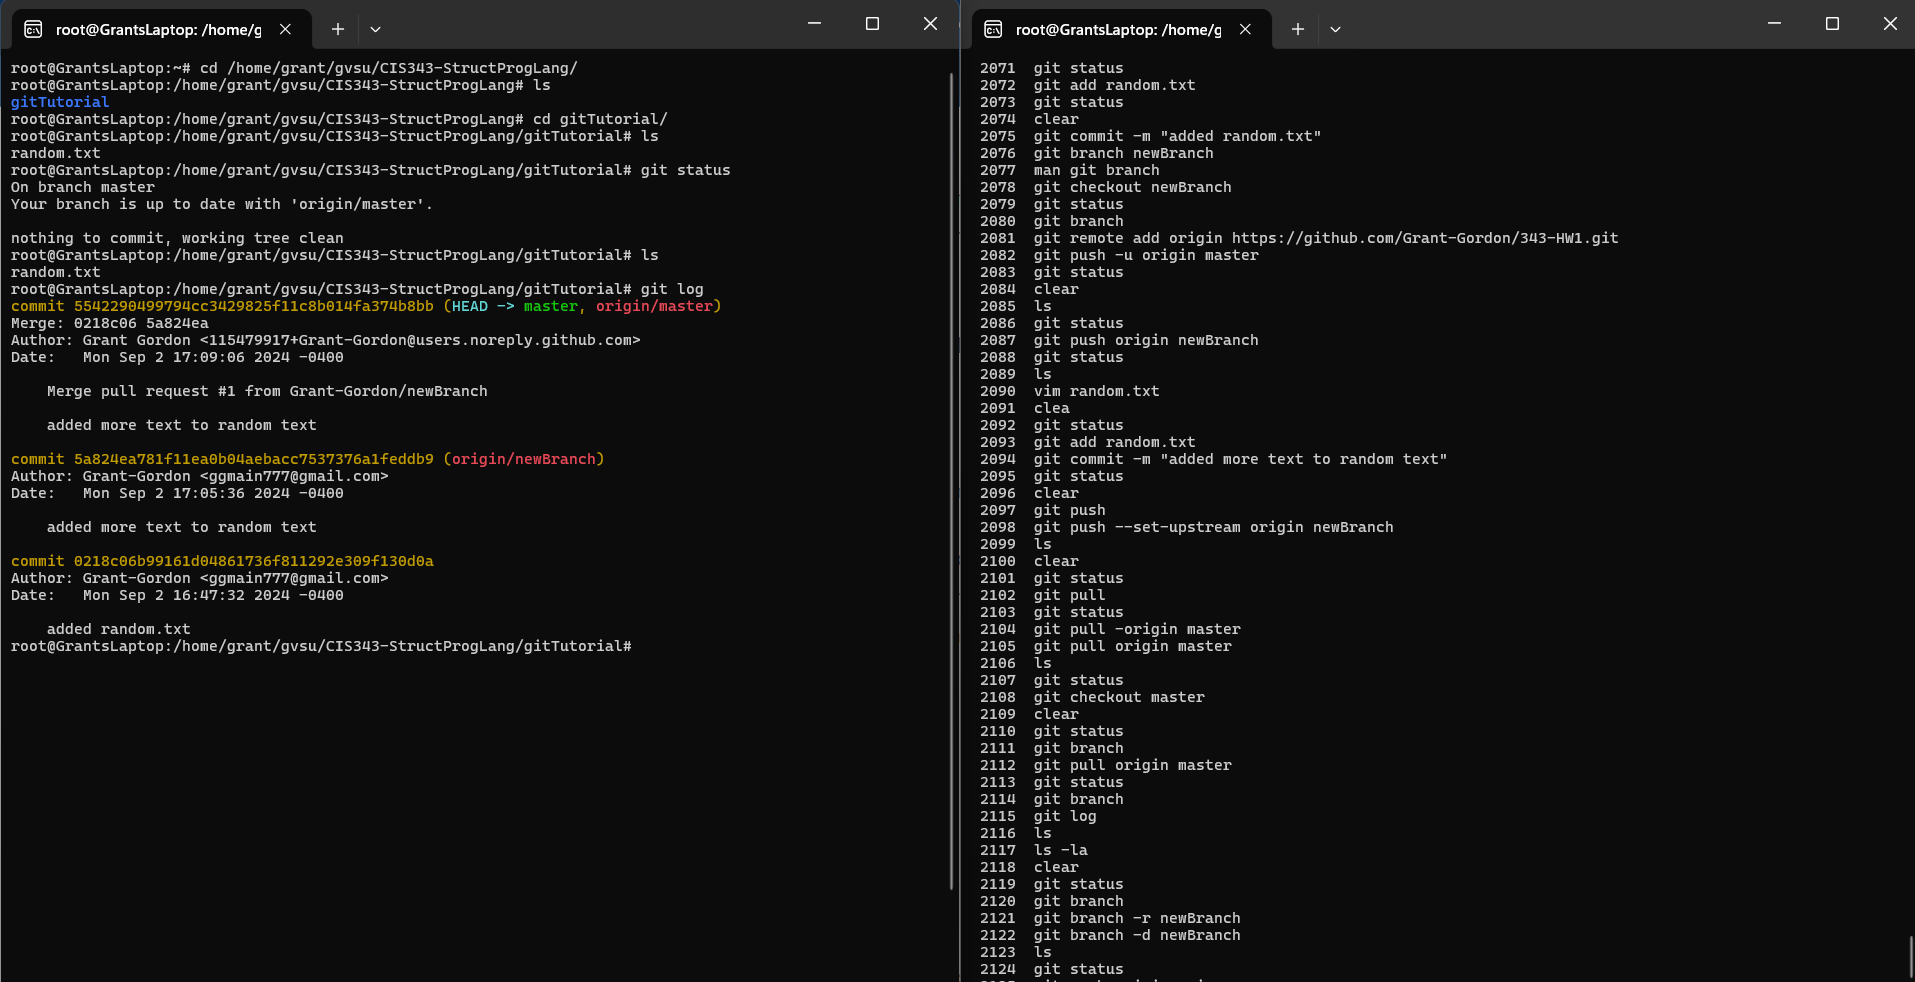 root@GrantsLaptop: /home/g
root@GrantsLaptop:~# cd /home/grant/gvsu/CIS343-StructProgLang/
root@GrantsLaptop:/home/grant/gvsu/CIS343-StructProgLang# ls
gitTutorial
root@GrantsLaptop:/home/grant/gvsu/CIS343-StructProgLang# cd gitTutorial/
root@GrantsLaptop:/home/grant/gvsu/CIS343-StructProgLang/gitTutorial# ls
random.txt
root@GrantsLaptop:/home/grant/gvsu/CIS343-StructProgLang/gitTutorial# git status
On branch master
Your branch is up to date with 'origin/master'.
nothing to commit, working tree clean
root@GrantsLaptop:/home/grant/gvsu/CIS343-StructProgLang/gitTutorial# ls
random.txt
root@GrantsLaptop:/home/grant/gvsu/CIS343-StructProgLang/gitTutorial# git log
commit 5542290499794cc3429825f11c8b014fa374b8bb (HEAD -> master, origin/master)
Merge: 0218c06 5a824ea
Author: Grant Gordon <115479917+Grant-Gordon@users.noreply.github.com>
Date:   Mon Sep 2 17:09:06 2024 -0400
Merge pull request #1 from Grant-Gordon/newBranch
added more text to random text
commit 5a824ea781f11ea0b04aebacc7537376a1feddb9 (origin/newBranch)
Author: Grant-Gordon <ggmain777@gmail.com>
Date:   Mon Sep 2 17:05:36 2024 -0400
added more text to random text
commit 0218c06b99161d04861736f811292e309f130d0a
Author: Grant-Gordon <ggmain777@gmail.com>
Date:   Mon Sep 2 16:47:32 2024 -0400
added random.txt
root@GrantsLaptop:/home/grant/gvsu/CIS343-StructProgLang/gitTutorial#
root@GrantsLaptop: /home/g
2071  git status
2072  git add random.txt
2073  git status
2074  clear
2075  git commit -m "added random.txt"
2076  git branch newBranch
2077  man git branch
2078  git checkout newBranch
2079  git status
2080  git branch
2081  git remote add origin https://github.com/Grant-Gordon/343-HW1.git
2082  git push -u origin master
2083  git status
2084  clear
2085  ls
2086  git status
2087  git push origin newBranch
2088  git status
2089  ls
2090  vim random.txt
2091  clea
2092  git status
2093  git add random.txt
2094  git commit -m "added more text to random text"
2095  git status
2096  clear
2097  git push
2098  git push --set-upstream origin newBranch
2099  ls
2100  clear
2101  git status
2102  git pull
2103  git status
2104  git pull -origin master
2105  git pull origin master
2106  ls
2107  git status
2108  git checkout master
2109  clear
2110  git status
2111  git branch
2112  git pull origin master
2113  git status
2114  git branch
2115  git log
2116  ls
2117  ls -la
2118  clear
2119  git status
2120  git branch
2121  git branch -r newBranch
2122  git branch -d newBranch
2123  ls
2124  git status